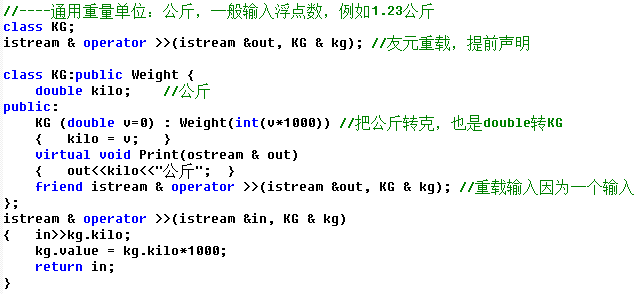 //----通用重量单位：公斤，一般输入浮点数，例如1.23公斤
class KG;
istream & operator >>(istream &out, KG & kg); //友元重载，提前声明
class KG:public Weight {
double kilo; //公斤
public:
KG (double v=0) : Weight(int(v*1000)) //把公斤转克，也是double转KG
{ kilo = v; }
virtual void Print(ostream & out)
{ out<<kilo<<"公斤"; }
friend istream & operator >>(istream &out, KG & kg); //重载输入因为一个输入
};
istream & operator >>(istream &in, KG & kg)
{ in>>kg.kilo;
kg.value = kg.kilo*1000;
return in;
}